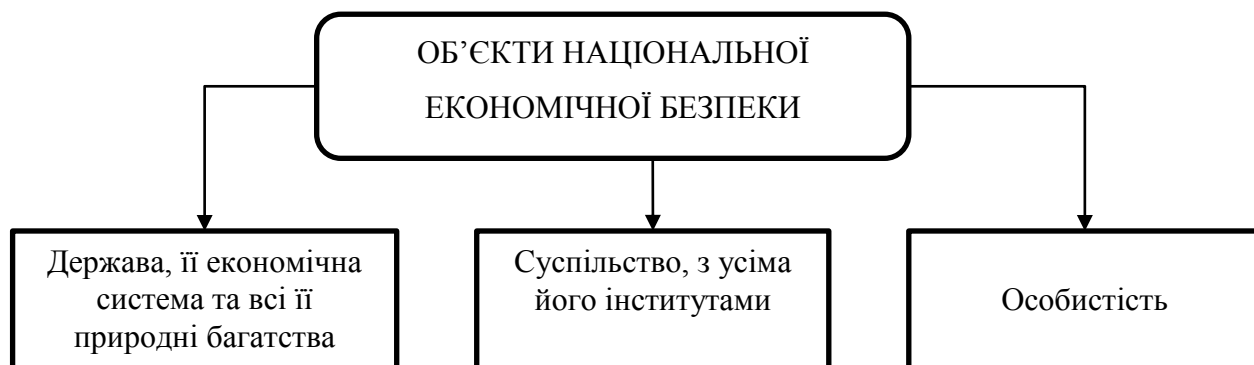 ОБ’ЄКТИ НАЦІОНАЛЬНОЇ
ЕКОНОМІЧНОЇ БЕЗПЕКИ
Держава, її економічна
система та всі її
природні багатства
Суспільство, з усіма
його інститутами
Особистість